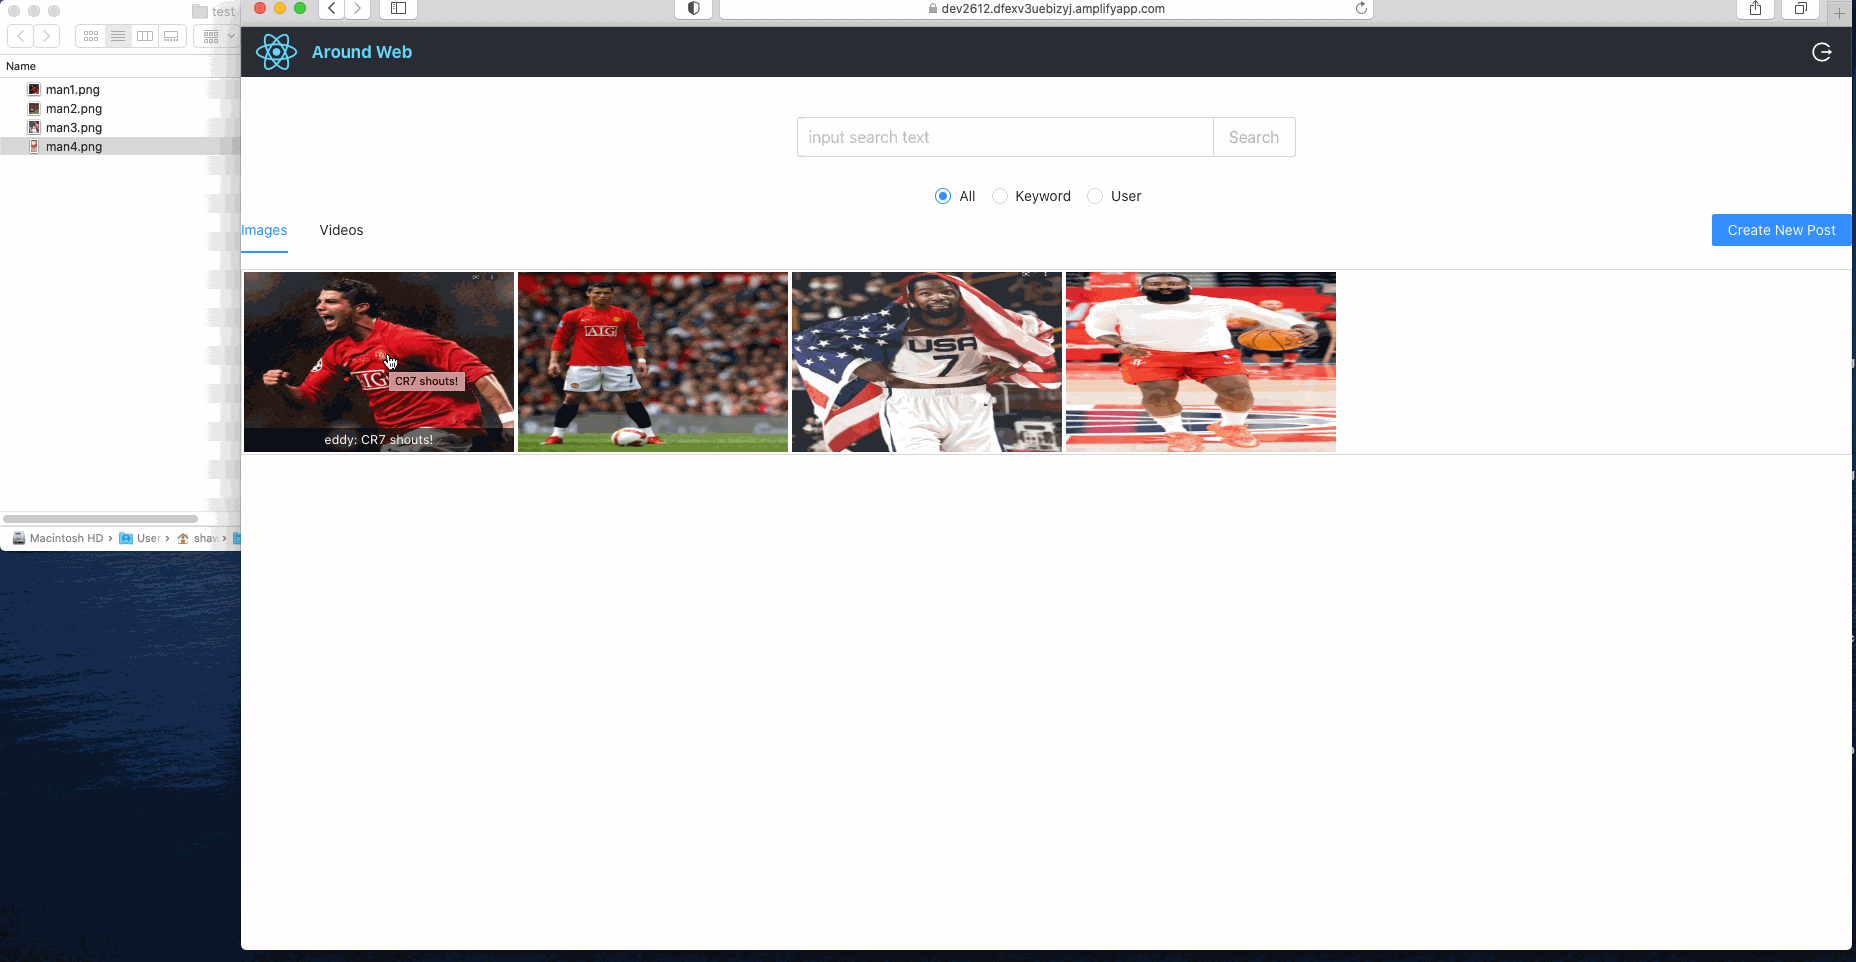 test
dev2612.dfexv3uebizyj.amplifyapp.com
Around Web
Name
man1.png
man2.png
man3.png
man4.png
input search text
Search
All
Keyword
User
Images
Videos
Create New Post
AIG
CR7 shouts!
eddy: CR7 shouts!
AIG
7
USA
7
Macintosh HD
User
shaw